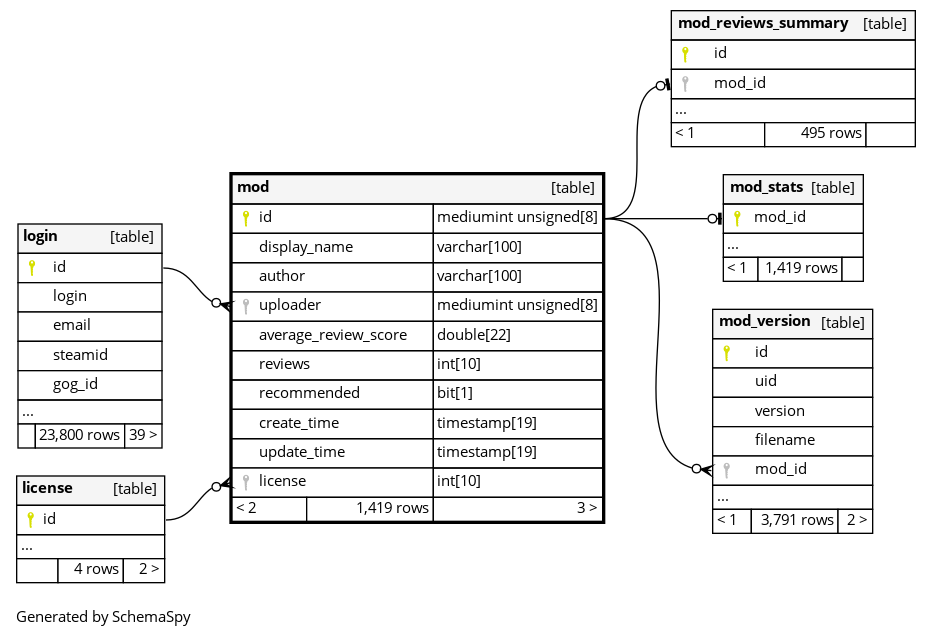 mod_reviews_summary [table]
id
mod_id
...
< 1 495 rows
mod [table]
id mediumint unsigned[8]
display_name varchar[100]
author varchar[100]
uploader mediumint unsigned[8]
average_review_score double[22]
reviews int[10]
recommended bit[1]
create_time timestamp[19]
update_time timestamp[19]
license int[10]
< 2 1,419 rows 3 >
mod_stats [table]
mod_id
...
< 1 1,419 rows
login [table]
id
login
email
steamid
gog_id
...
23,800 rows 39 >
mod_version [table]
id
uid
version
filename
mod_id
...
< 1 3,791 rows 2 >
license [table]
id
...
4 rows 2 >
Generated by SchemaSpy